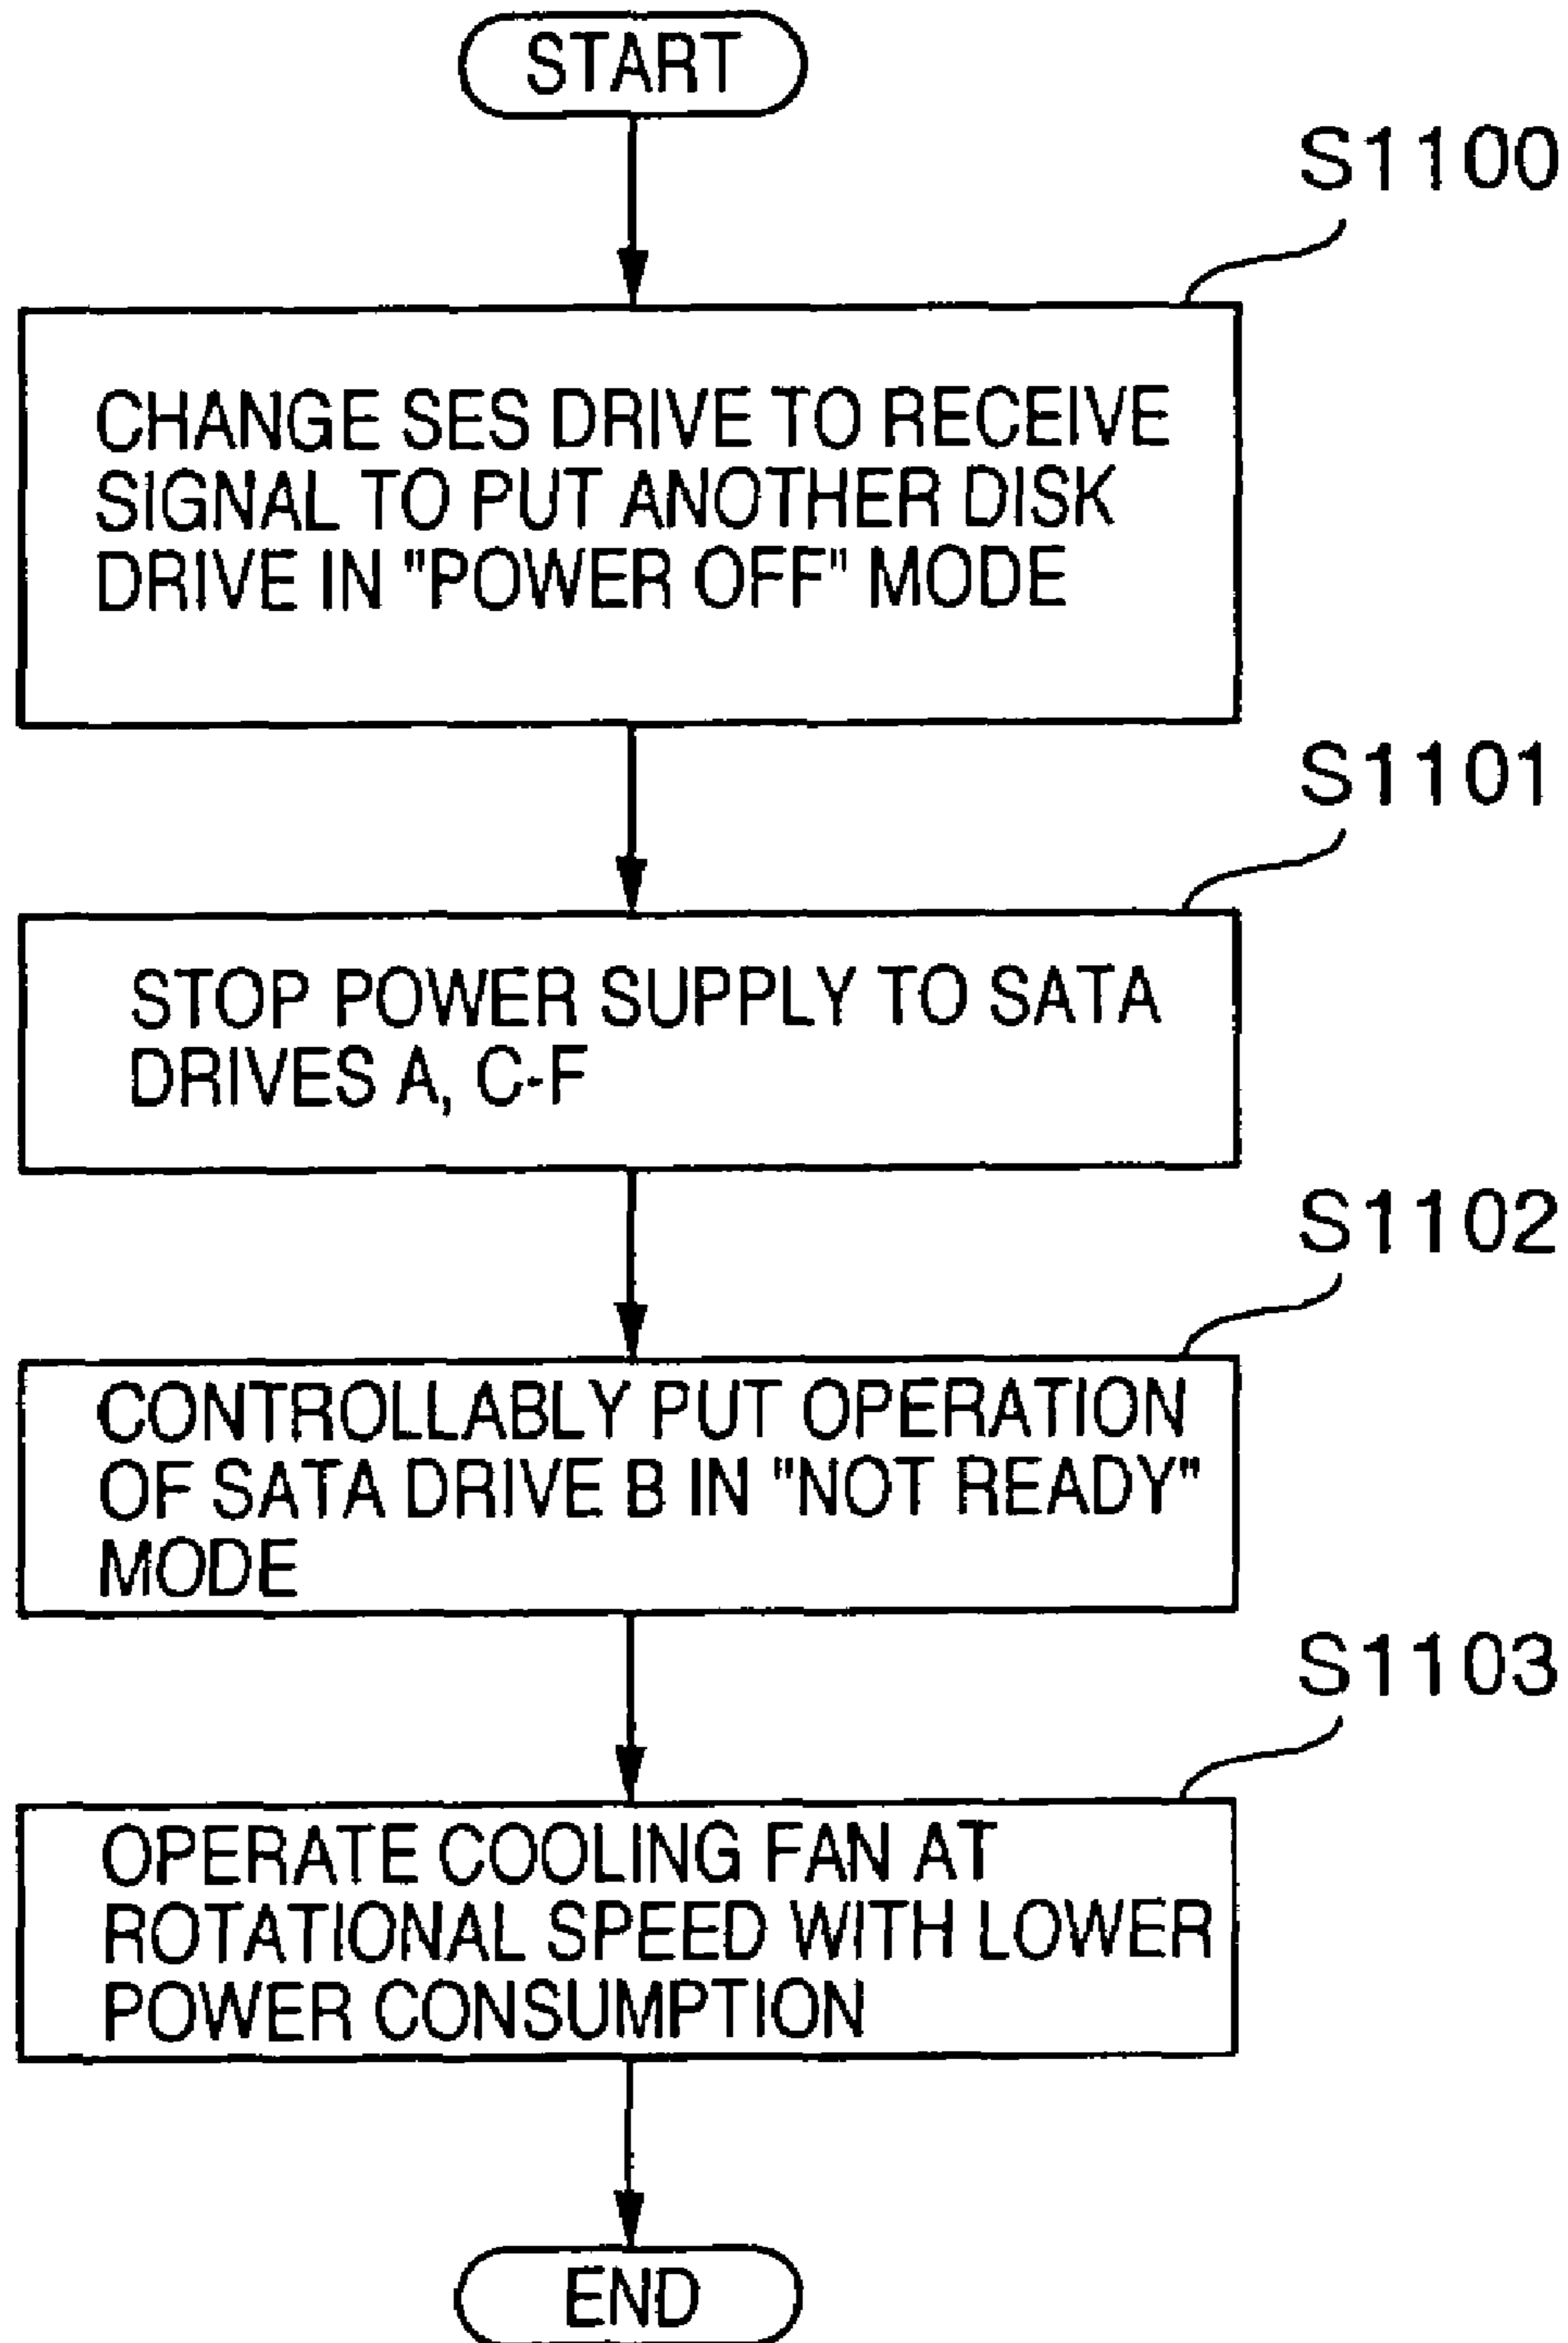 START
S1100
CHANGE SES DRIVE TO RECEIVE
SIGNAL TO PUT ANOTHER DISK
DRIVE IN "POWER OFF" MODE
S1101
STOP POWER SUPPLY TO SATA
DRIVES A, C-F
S1102
CONTROLLABLY PUT OPERATION
OF SATA DRIVE B IN "NOT READY"
MODE
S1103
OPERATE COOLING FAN AT
ROTATIONAL SPEED WITH LOWER
POWER CONSUMPTION
END